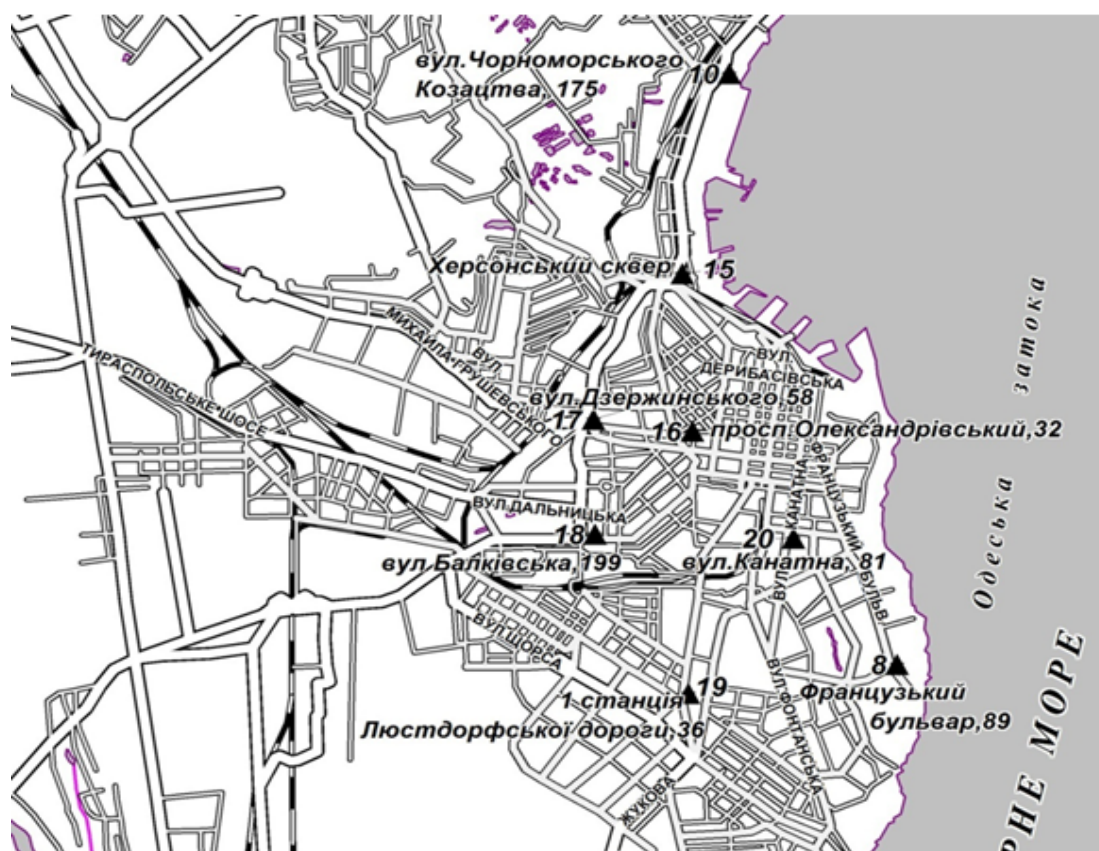 вул.Чорноморського
Козацтва, 175
10
Херсонський сквер
15
МИХАЙЛА ГРУШЕВСЬКОГО
ВУЛ.
ВУЛ.
ДЕРИБАСІВСЬКА
ТИРАСПОЛЬСЬКЕ ШОСЕ
вул.Дзержинського,58
17
16
просп.Олександрівський,32
ФРАНЦУЗЬКИЙ БУЛЬВ
ВУЛ. КАНАТНА
ВУЛ.ДАЛЬНИЦЬКА
18
вул.Балківська,199
20
вул.Канатна, 81
Одеська затока
ВУЛ.ЩОРСА
ВУЛ.ФОНТАНСЬКА
8
Французький
бульвар,89
19
1 станція
Люстдорфської дороги,36
ЖУКОВА
РНЕ МОРЕ